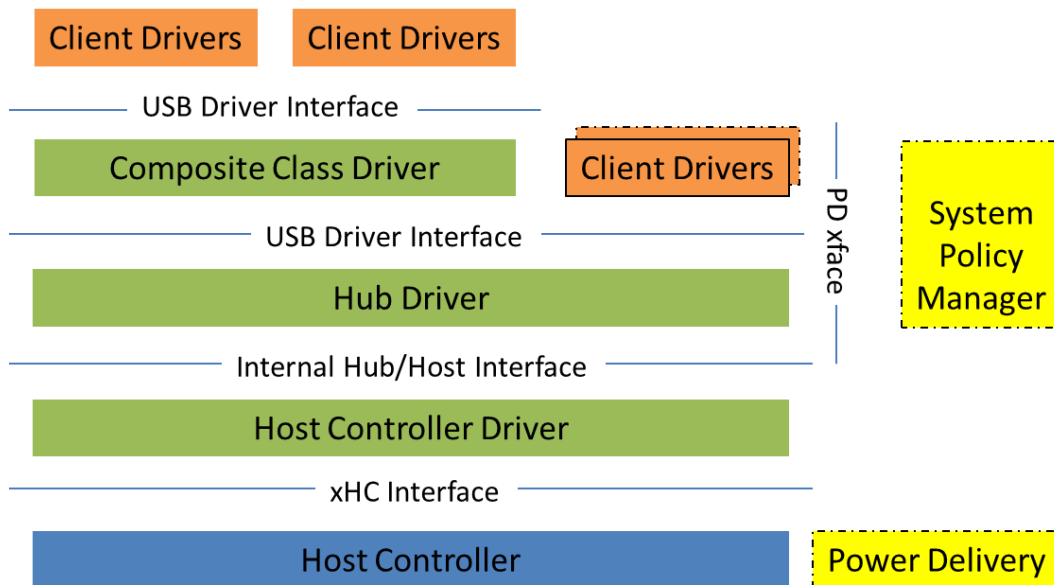 Client Drivers
Client Drivers
USB Driver Interface
Composite Class Driver
Client Drivers
PD xface
System
Policy
Manager
USB Driver Interface
Hub Driver
Internal Hub/Host Interface
Host Controller Driver
xHC Interface
Host Controller
Power Delivery